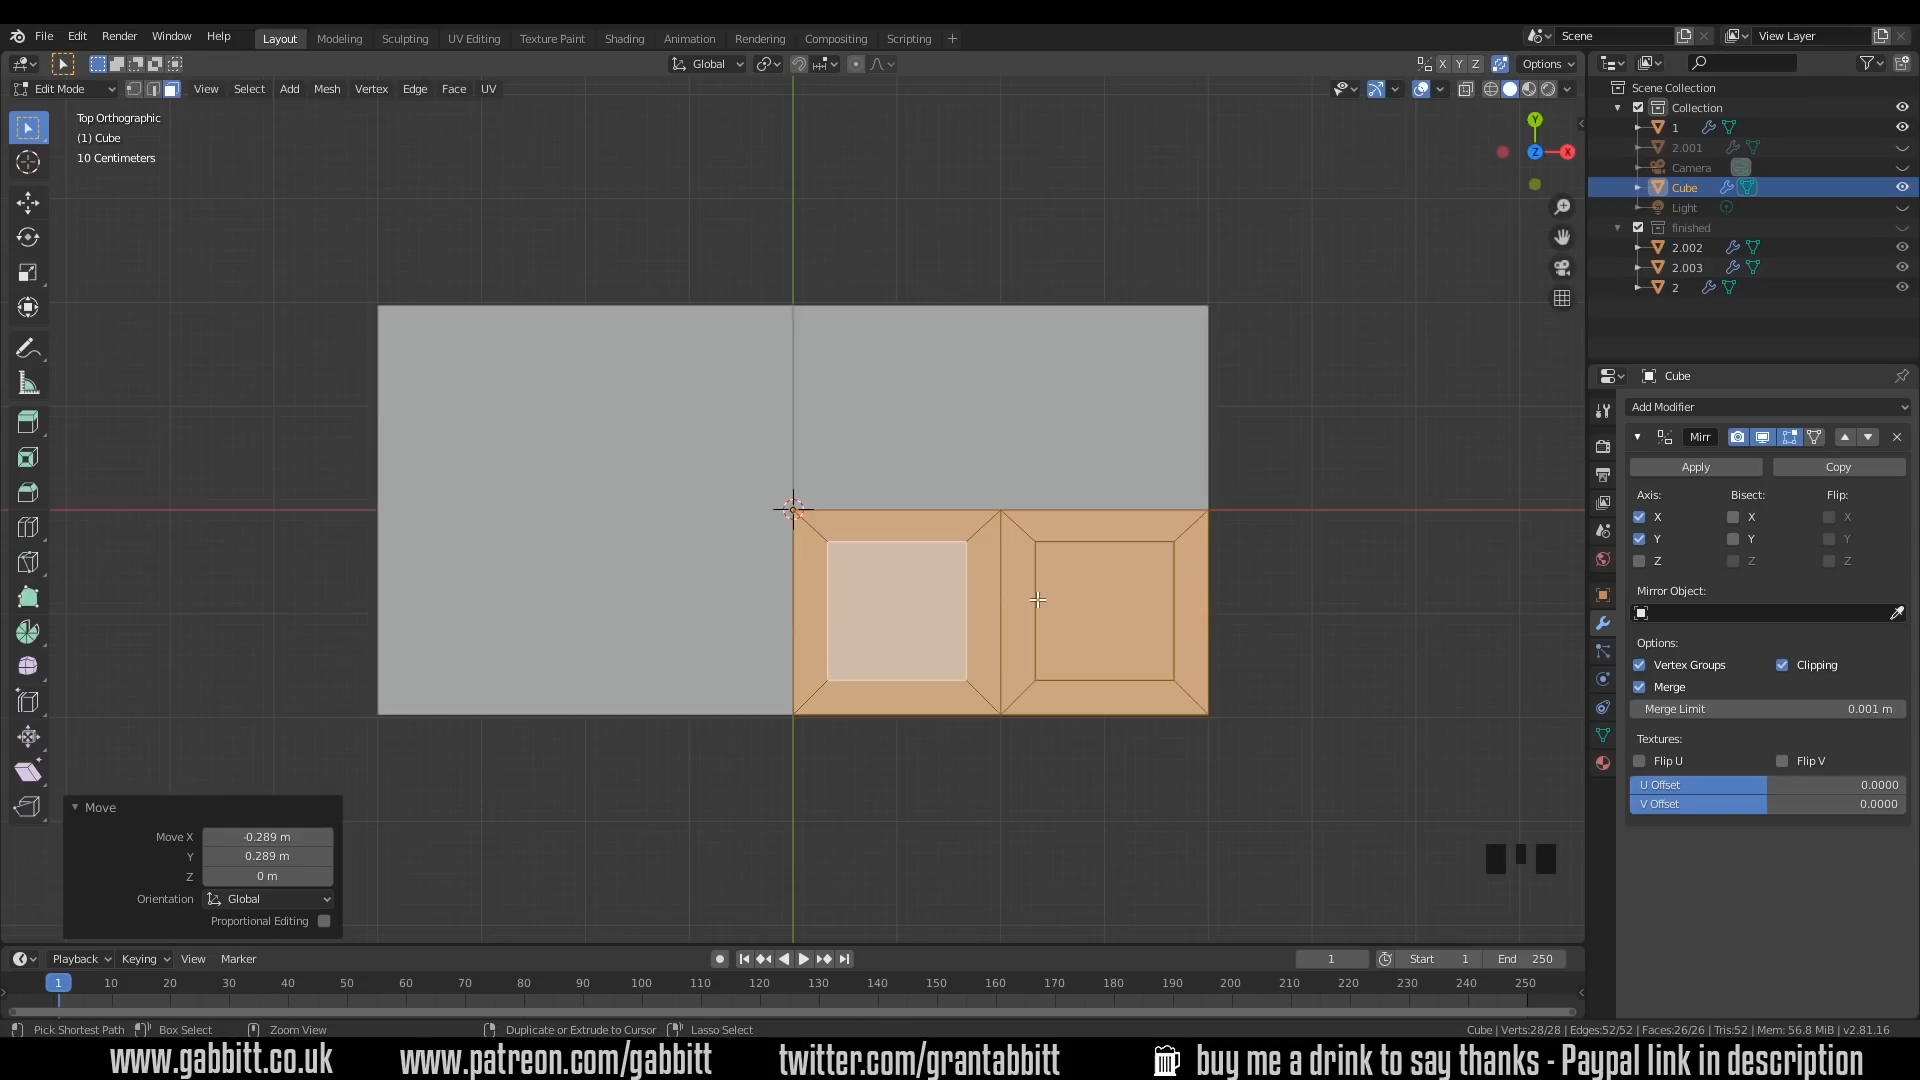 File Edit Render Window Help Layout Modeling Sculpting UV Editing Texture Paint Shading Animation Rendering Compositing Scripting + Scene View Layer
Global X Y Z Options
Edit Mode View Select Add Mesh Vertex Edge Face UV
Top Orthographic
(1) Cube
10 Centimeters
Y
Z
X
Scene Collection
Collection
1
2.001
Camera
Cube
Light
finished
2.002
2.003
2
Cube
Add Modifier
Mirr
Apply Copy
Axis: Bisect: Flip:
X X X
Y Y Y
Z Z Z
Mirror Object:
Options:
Vertex Groups Clipping
Merge
Merge Limit 0.001 m
Textures:
Flip U Flip V
U Offset 0.0000
V Offset 0.0000
Move
Move X -0.289 m
Y 0.289 m
Z 0 m
Orientation Global
Proportional Editing
Playback Keying View Marker 1 Start 1 End 250
1 10 20 30 40 50 60 70 80 90 100 110 120 130 140 150 160 170 180 190 200 210 220 230 240 250
Pick Shortest Path Box Select Zoom View Duplicate or Extrude to Cursor Lasso Select Cube | Verts:28/28 | Edges:52/52 | Faces:26/26 | Tris:52 | Mem: 56.8 MiB | v2.81.16
www.gabbitt.co.uk www.patreon.com/gabbitt twitter.com/grantabbitt buy me a drink to say thanks - Paypal link in description